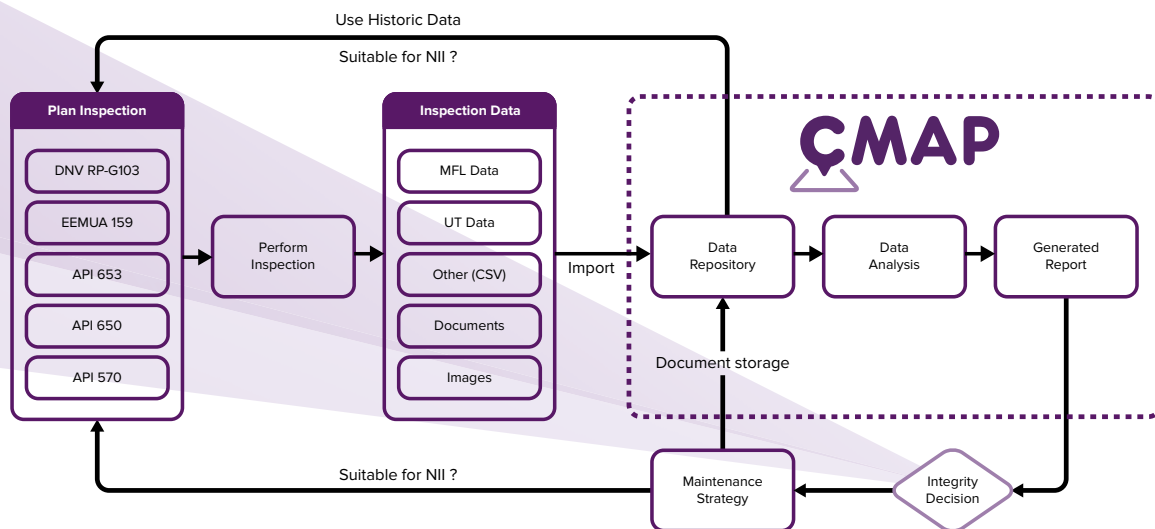 Use Historic Data
Suitable for NII ?
Plan Inspection
DNV RP-G103
EEMUA 159
API 653
API 650
API 570
Perform
Inspection
Inspection Data
MFL Data
UT Data
Other (CSV)
Documents
Images
Import
CMAP
Data
Repository
Data
Analysis
Generated
Report
Document storage
Suitable for NII ?
Maintenance
Strategy
Integrity
Decision